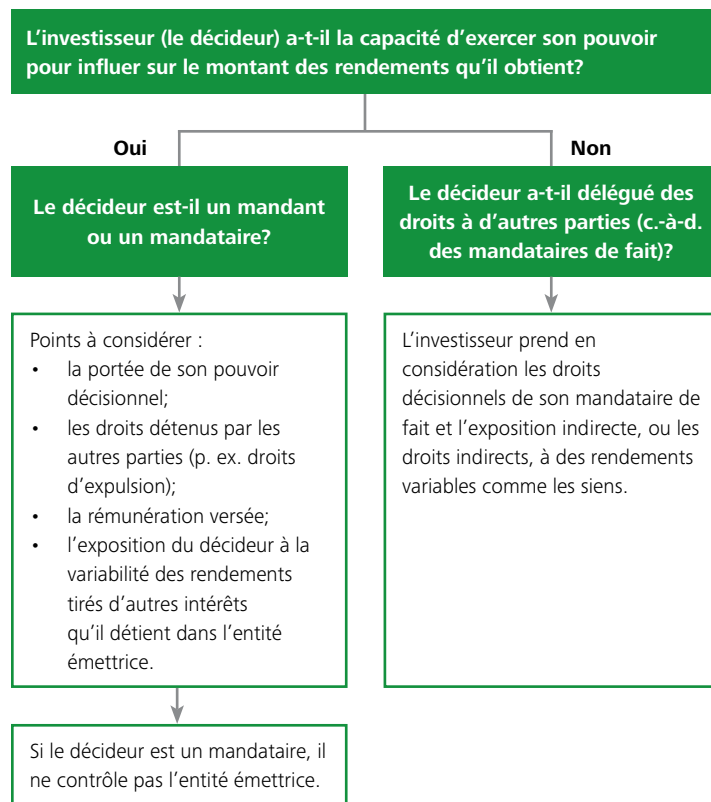 L’investisseur (le décideur) a-t-il la capacité d’exercer son pouvoir
pour influer sur le montant des rendements qu’il obtient?
Oui
Non
Le décideur est-il un mandant
ou un mandataire?
Le décideur a-t-il délégué des
droits à d’autres parties (c.-à-d.
des mandataires de fait)?
Points à considérer :
• la portée de son pouvoir
décisionnel;
• les droits détenus par les
autres parties (p. ex. droits
d’expulsion);
• la rémunération versée;
• l’exposition du décideur à la
variabilité des rendements
tirés d’autres intérêts
qu’il détient dans l’entité
émettrice.
L’investisseur prend en
considération les droits
décisionnels de son mandataire de
fait et l’exposition indirecte, ou les
droits indirects, à des rendements
variables comme les siens.
Si le décideur est un mandataire, il
ne contrôle pas l’entité émettrice.